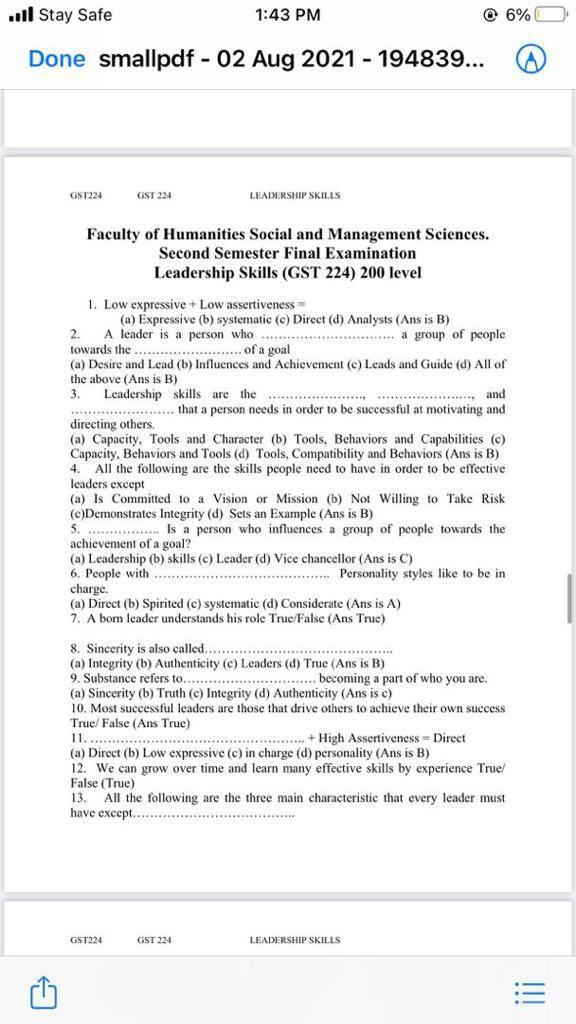 Stay Safe 1:43 PM 6%
Done smallpdf - 02 Aug 2021 - 194839...
GST224 GST 224 LEADERSHIP SKILLS
Faculty of Humanities Social and Management Sciences.
Second Semester Final Examination
Leadership Skills (GST 224) 200 level
1. Low expressive + Low assertiveness =
(a) Expressive (b) systematic (c) Direct (d) Analysts (Ans is B)
2. A leader is a person who .............................. a group of people
towards the ........................ of a goal
(a) Desire and Lead (b) Influences and Achievement (c) Leads and Guide (d) All of
the above (Ans is B)
3. Leadership skills are the ....................., ....................., and
....................... that a person needs in order to be successful at motivating and
directing others.
(a) Capacity, Tools and Character (b) Tools, Behaviors and Capabilities (c)
Capacity, Behaviors and Tools (d) Tools, Compatibility and Behaviors (Ans is B)
4. All the following are the skills people need to have in order to be effective
leaders except
(a) Is Committed to a Vision or Mission (b) Not Willing to Take Risk
(c)Demonstrates Integrity (d) Sets an Example (Ans is B)
5. ................ Is a person who influences a group of people towards the
achievement of a goal?
(a) Leadership (b) skills (c) Leader (d) Vice chancellor (Ans is C)
6. People with ....................................... Personality styles like to be in
charge.
(a) Direct (b) Spirited (c) systematic (d) Considerate (Ans is A)
7. A born leader understands his role True/False (Ans True)
8. Sincerity is also called..........................................
(a) Integrity (b) Authenticity (c) Leaders (d) True (Ans is B)
9. Substance refers to.............................. becoming a part of who you are.
(a) Sincerity (b) Truth (c) Integrity (d) Authenticity (Ans is c)
10. Most successful leaders are those that drive others to achieve their own success
True/ False (Ans True)
11. ................................................ + High Assertiveness = Direct
(a) Direct (b) Low expressive (c) in charge (d) personality (Ans is B)
12. We can grow over time and learn many effective skills by experience True/
False (True)
13. All the following are the three main characteristic that every leader must
have except....................................
GST224 GST 224 LEADERSHIP SKILLS